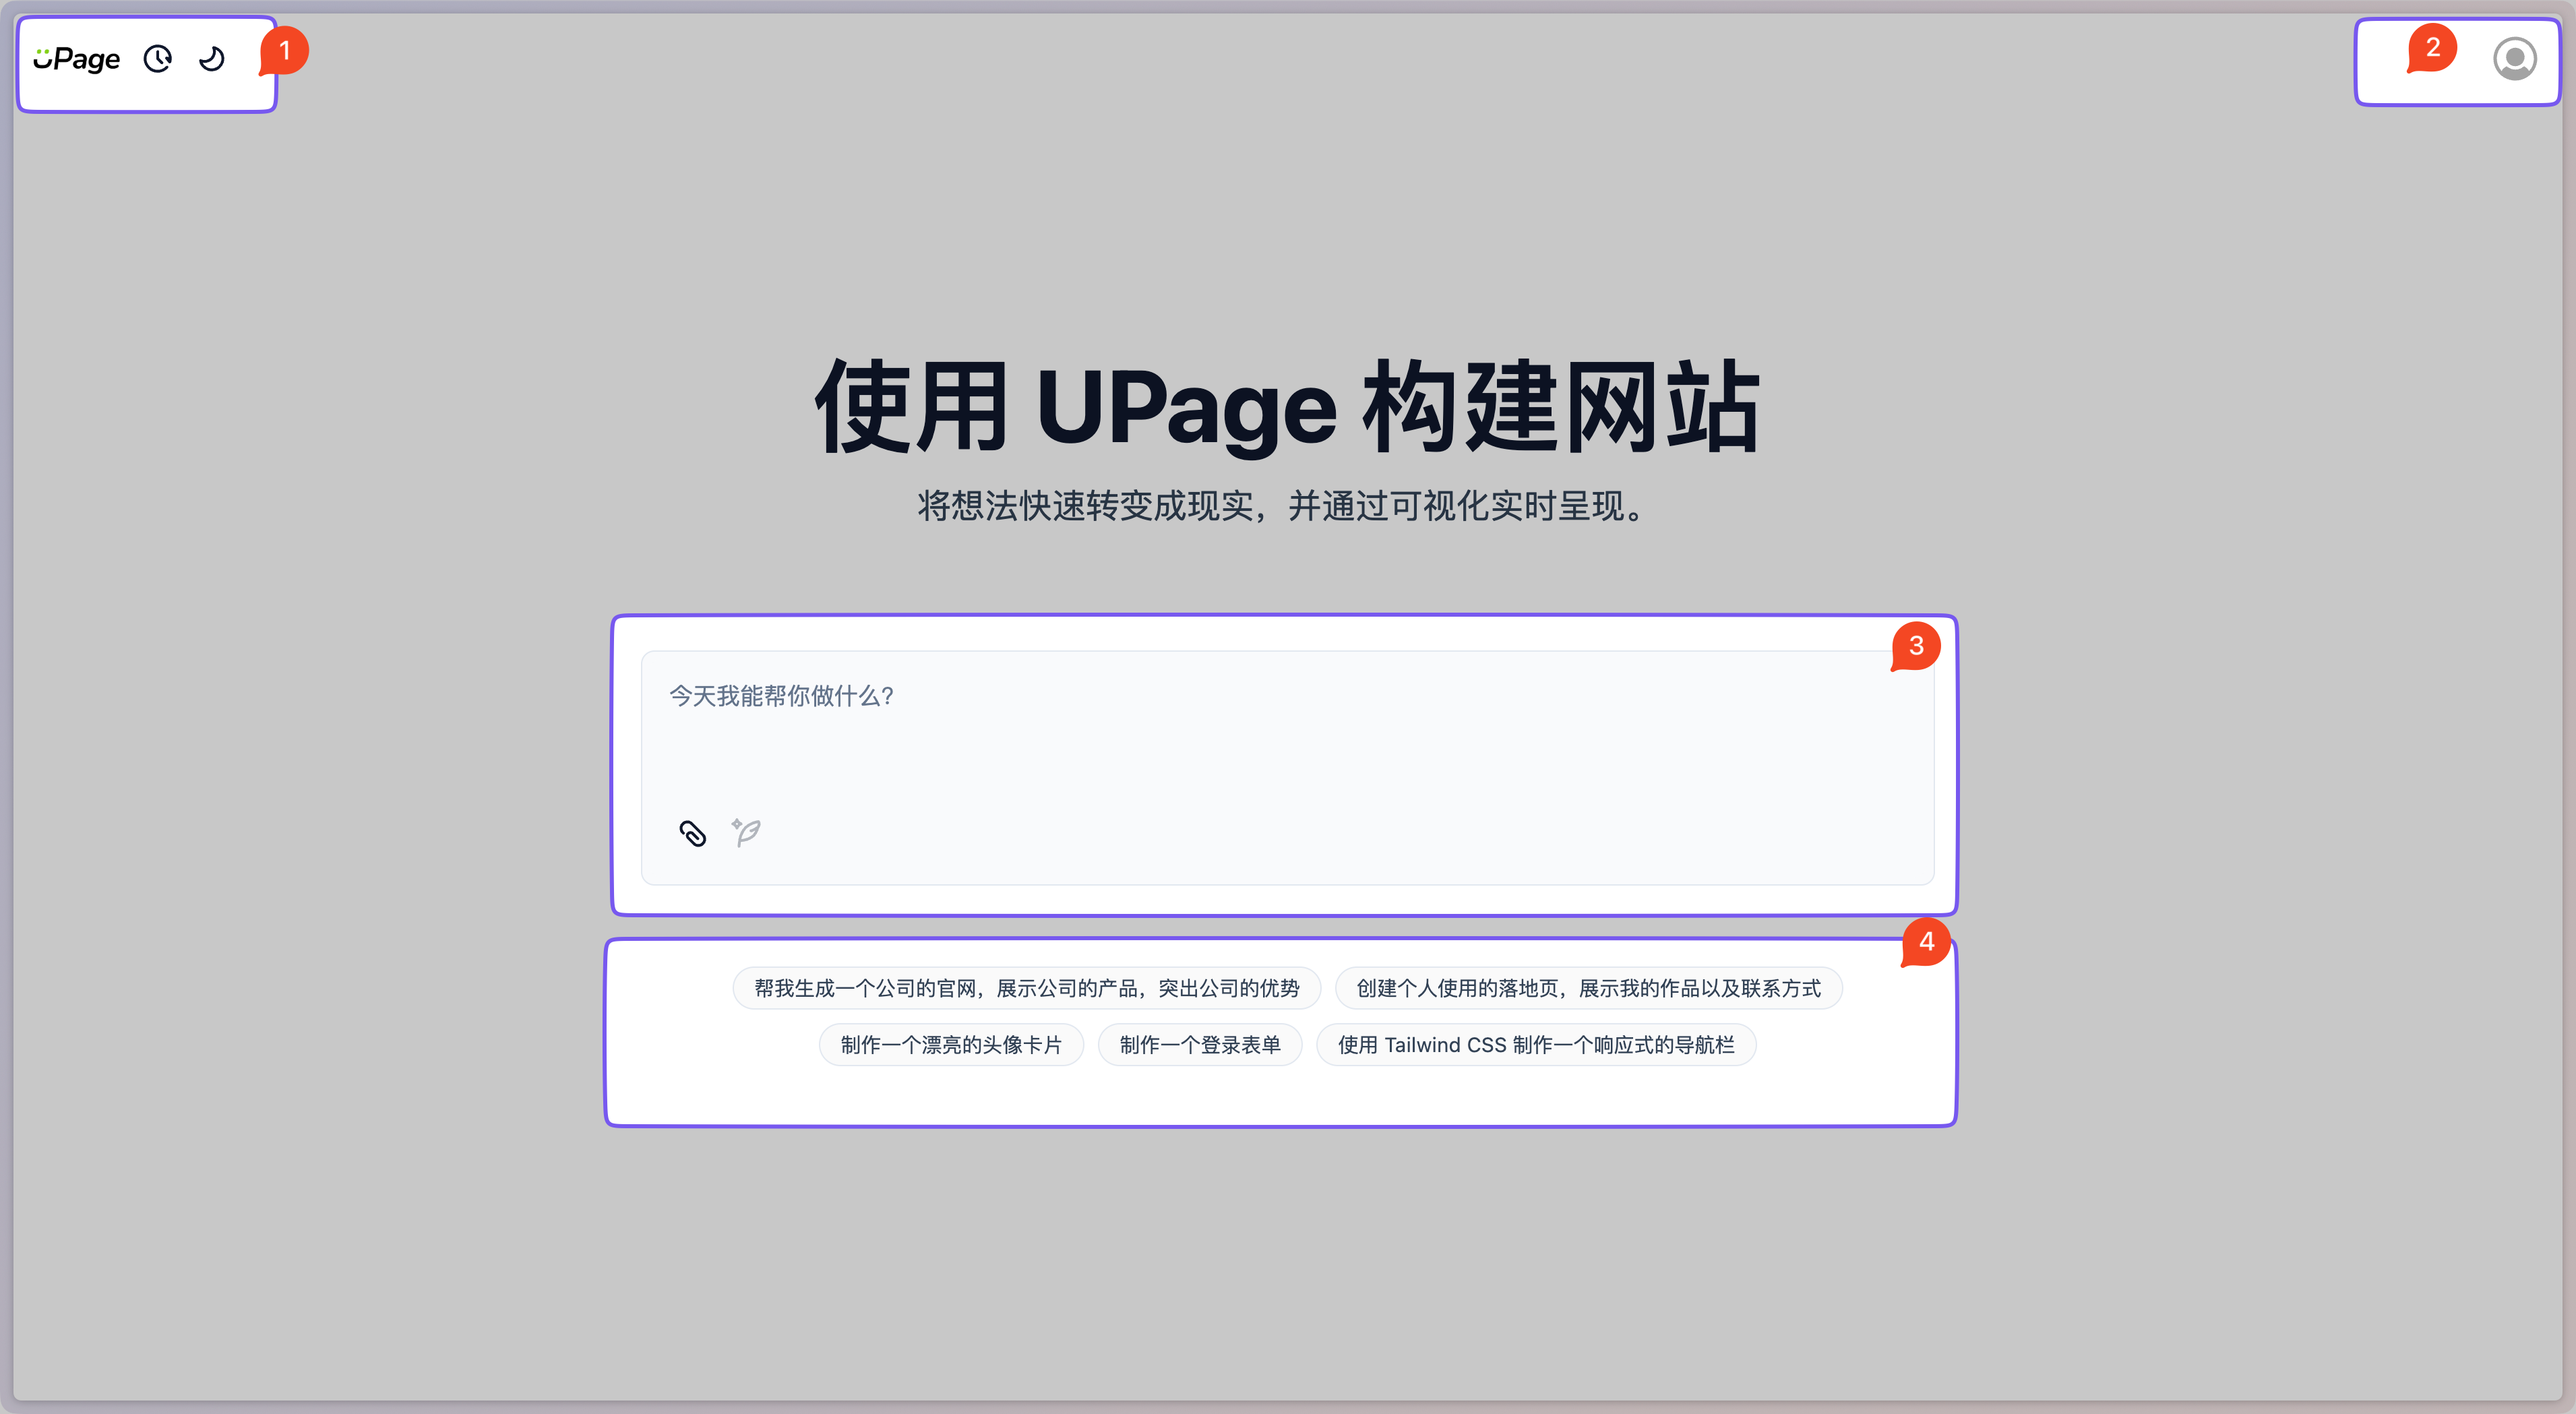 uPage
1
2
使用 UPage 构建网站
将想法快速转变成现实，并通过可视化实时呈现。
3
今天我能帮你做什么?
4
帮我生成一个公司的官网，展示公司的产品，突出公司的优势
创建个人使用的落地页，展示我的作品以及联系方式
制作一个漂亮的头像卡片
制作一个登录表单
使用 Tailwind CSS 制作一个响应式的导航栏